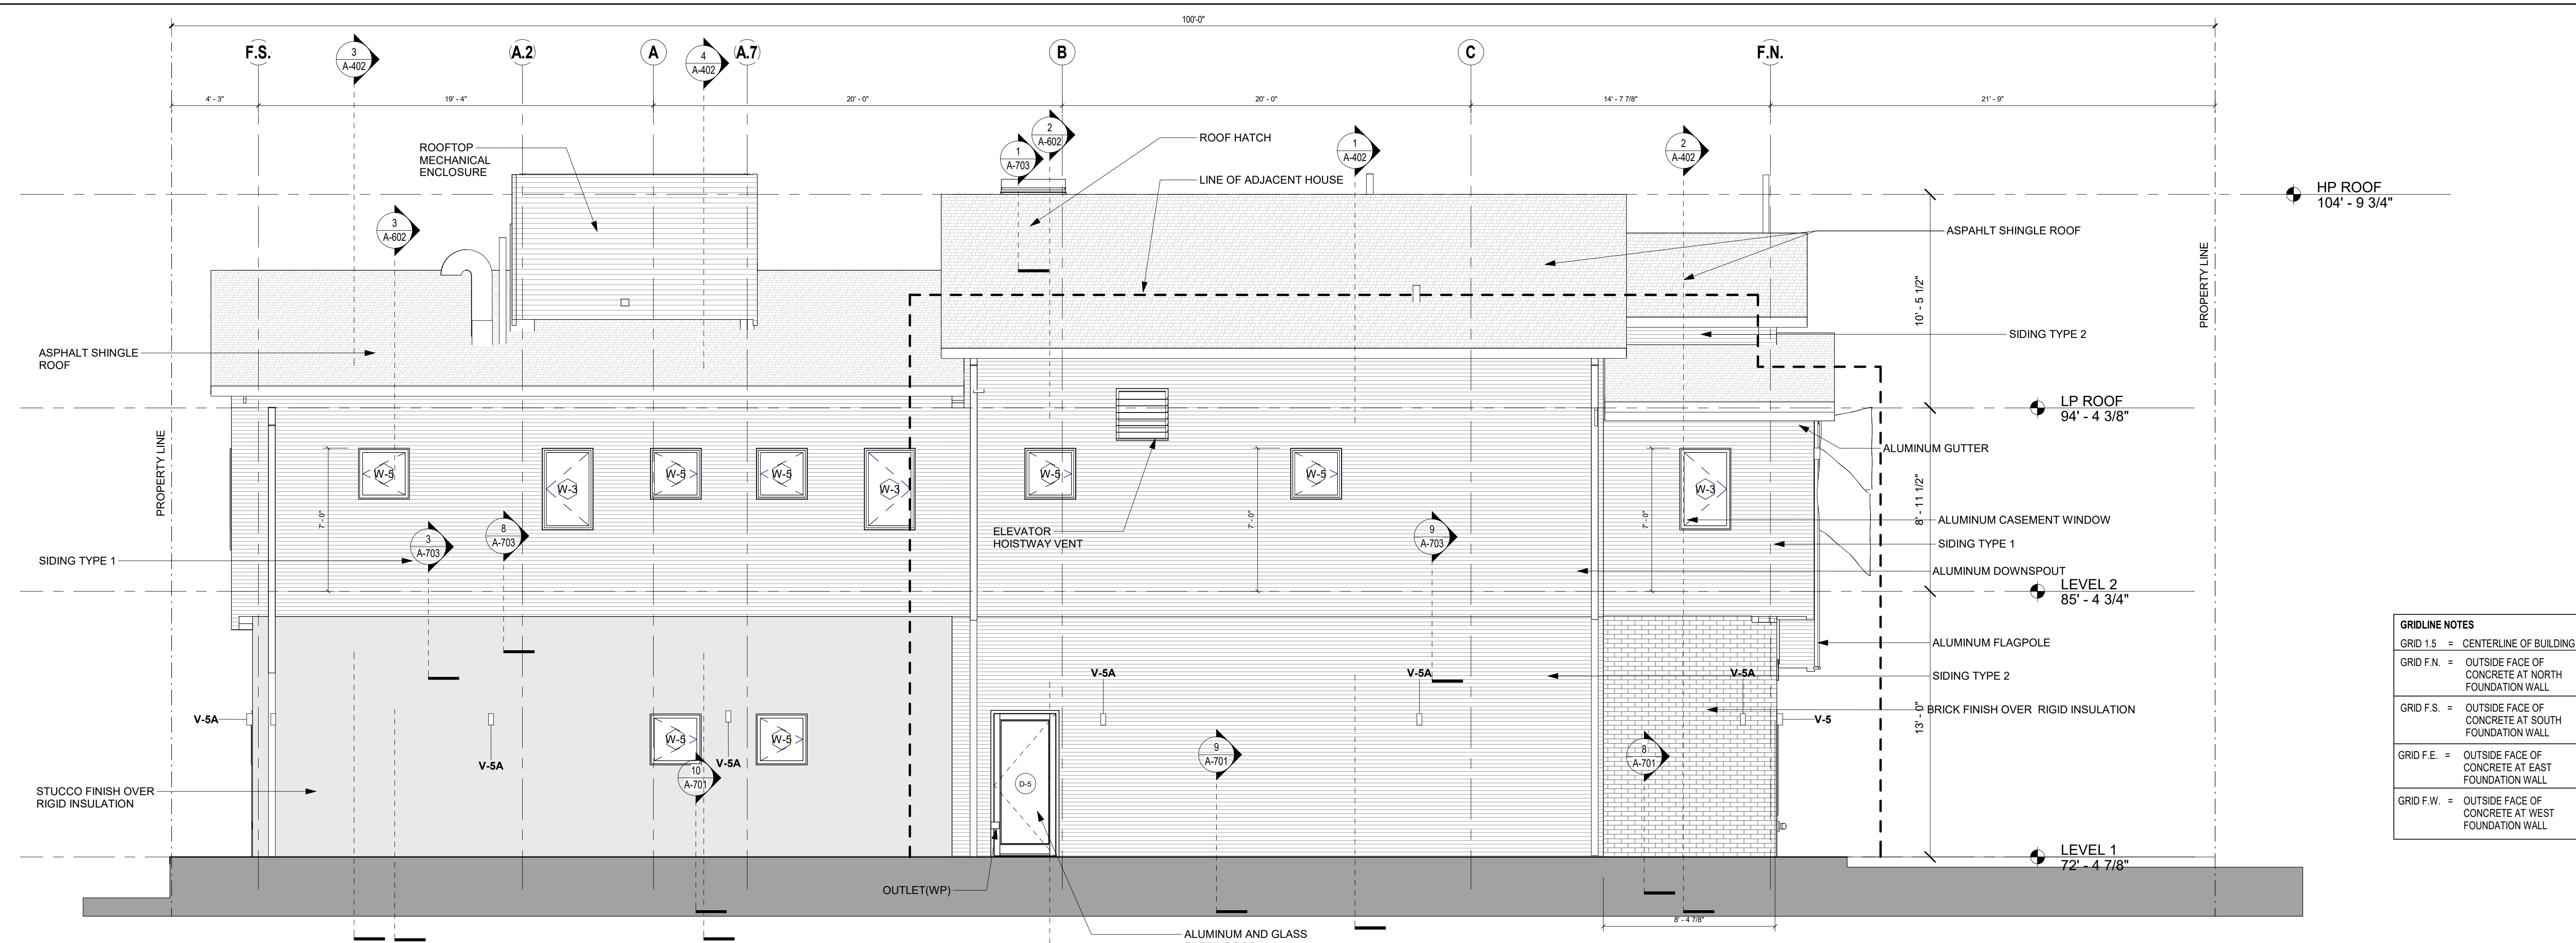 100'-0"
F.S.
3
A-402
A.2
A
4
A-402
A.7
B
C
F.N.
4' - 3"
19' - 4"
20' - 0"
20' - 0"
14' - 7 7/8"
21' - 9"
2
A-602
1
A-703
1
A-402
2
A-402
ROOF HATCH
ROOFTOP
MECHANICAL
ENCLOSURE
LINE OF ADJACENT HOUSE
HP ROOF
104' - 9 3/4"
3
A-602
ASPAHLT SHINGLE ROOF
PROPERTY LINE
10' - 5 1/2"
SIDING TYPE 2
ASPHALT SHINGLE
ROOF
LP ROOF
94' - 4 3/8"
PROPERTY LINE
ALUMINUM GUTTER
W-5
W-3
W-5
W-5
W-3
W-5
W-5
W-3
7' - 0"
7' - 0"
7' - 0"
8' - 11 1/2"
ELEVATOR
HOISTWAY VENT
ALUMINUM CASEMENT WINDOW
3
A-703
8
A-703
9
A-703
SIDING TYPE 1
SIDING TYPE 1
ALUMINUM DOWNSPOUT
LEVEL 2
85' - 4 3/4"
ALUMINUM FLAGPOLE
V-5A
V-5A
V-5A
SIDING TYPE 2
BRICK FINISH OVER RIGID INSULATION
13' - 0"
V-5A
V-5
W-5
W-5
V-5A
V-5A
10
A-701
9
A-701
8
A-701
D-5
STUCCO FINISH OVER
RIGID INSULATION
LEVEL 1
72' - 4 7/8"
OUTLET(WP)
8' - 4 7/8"
ALUMINUM AND GLASS
GRIDLINE NOTES
GRID 1.5 = CENTERLINE OF BUILDING
GRID F.N. = OUTSIDE FACE OF
CONCRETE AT NORTH
FOUNDATION WALL
GRID F.S. = OUTSIDE FACE OF
CONCRETE AT SOUTH
FOUNDATION WALL
GRID F.E. = OUTSIDE FACE OF
CONCRETE AT EAST
FOUNDATION WALL
GRID F.W. = OUTSIDE FACE OF
CONCRETE AT WEST
FOUNDATION WALL